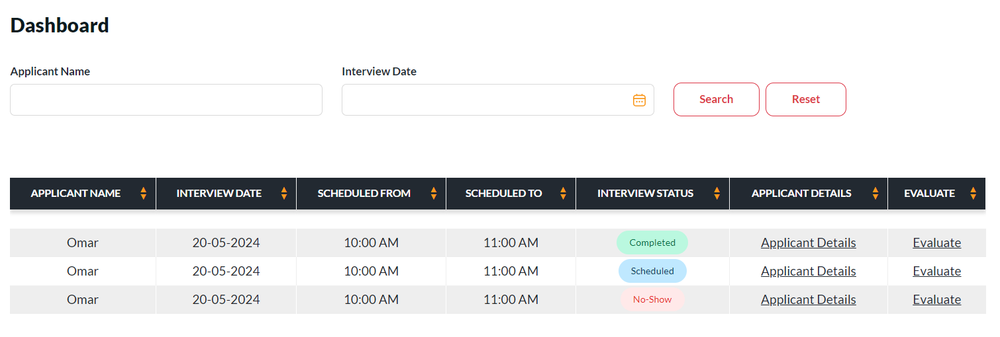 Dashboard
Applicant Name Interview Date
Search Reset
APPLICANT NAME INTERVIEW DATE SCHEDULED FROM SCHEDULED TO INTERVIEW STATUS APPLICANT DETAILS EVALUATE
Omar 20-05-2024 10:00 AM 11:00 AM Completed Applicant Details Evaluate
Omar 20-05-2024 10:00 AM 11:00 AM Scheduled Applicant Details Evaluate
Omar 20-05-2024 10:00 AM 11:00 AM No-Show Applicant Details Evaluate